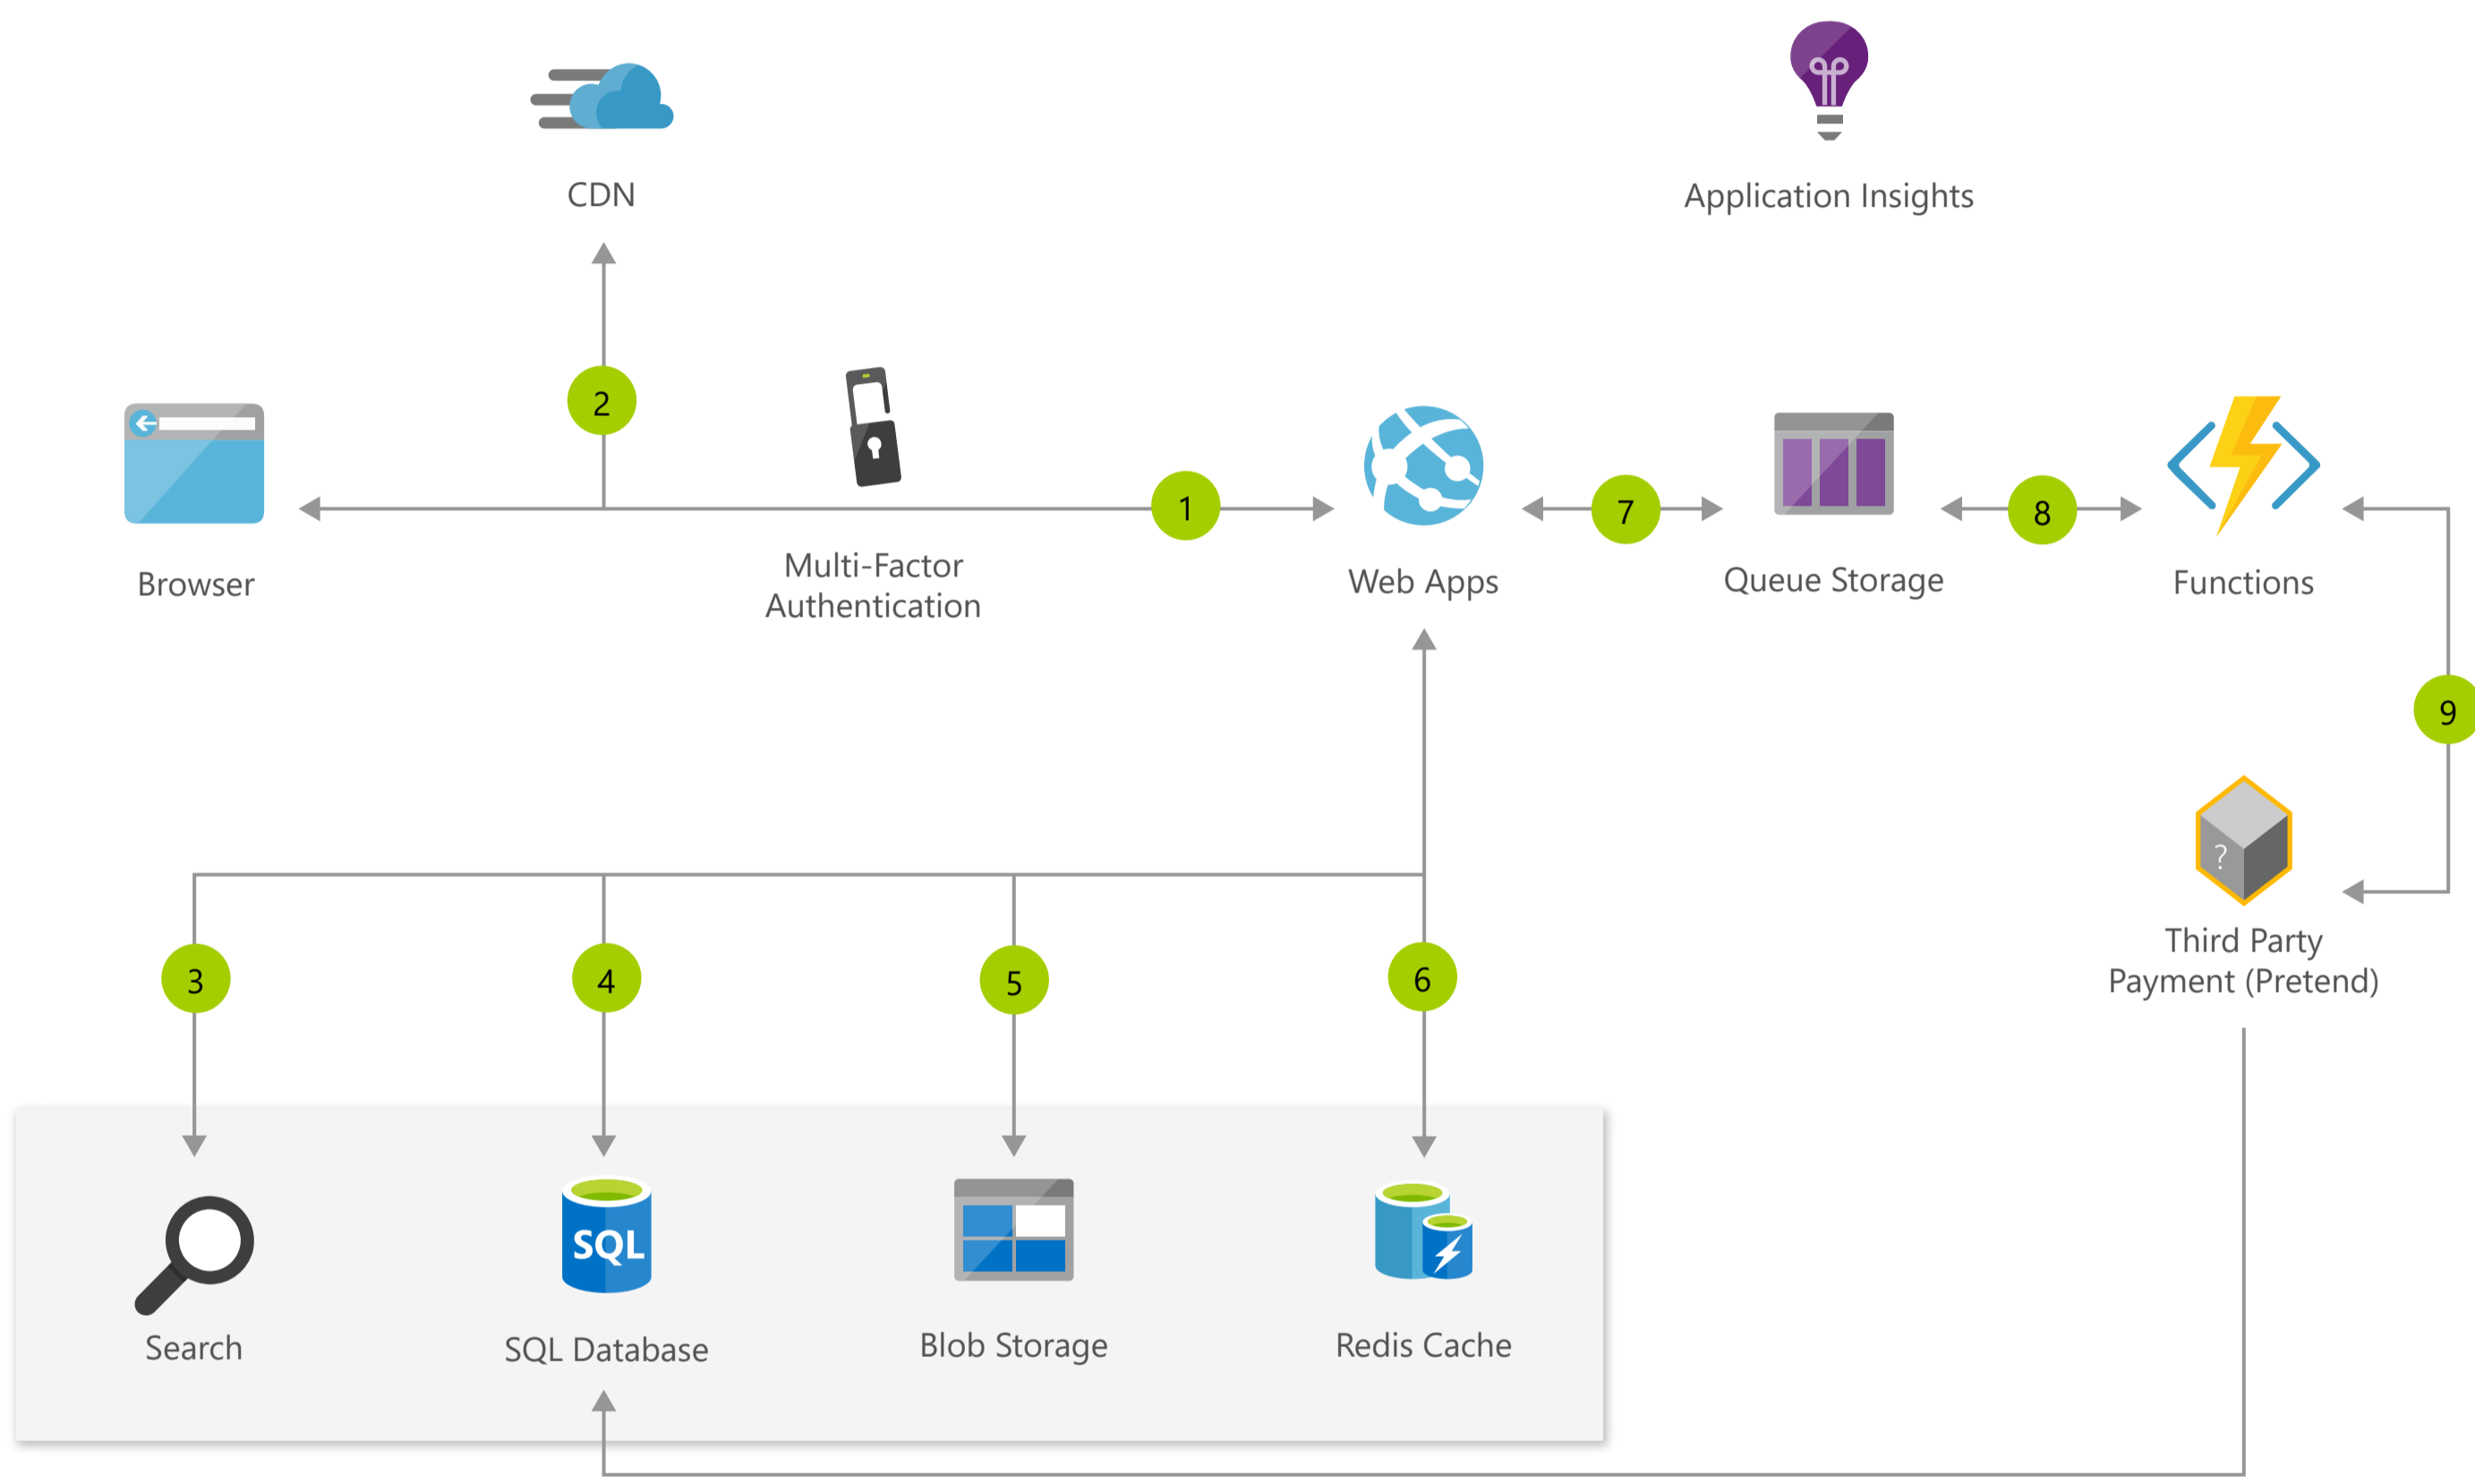 CDN
Application Insights
2
Browser
Multi-Factor
Authentication
1
Web Apps
7
Queue Storage
8
Functions
9
Third Party
Payment (Pretend)
?
3
4
5
6
Search
SQL
SQL Database
Blob Storage
Redis Cache